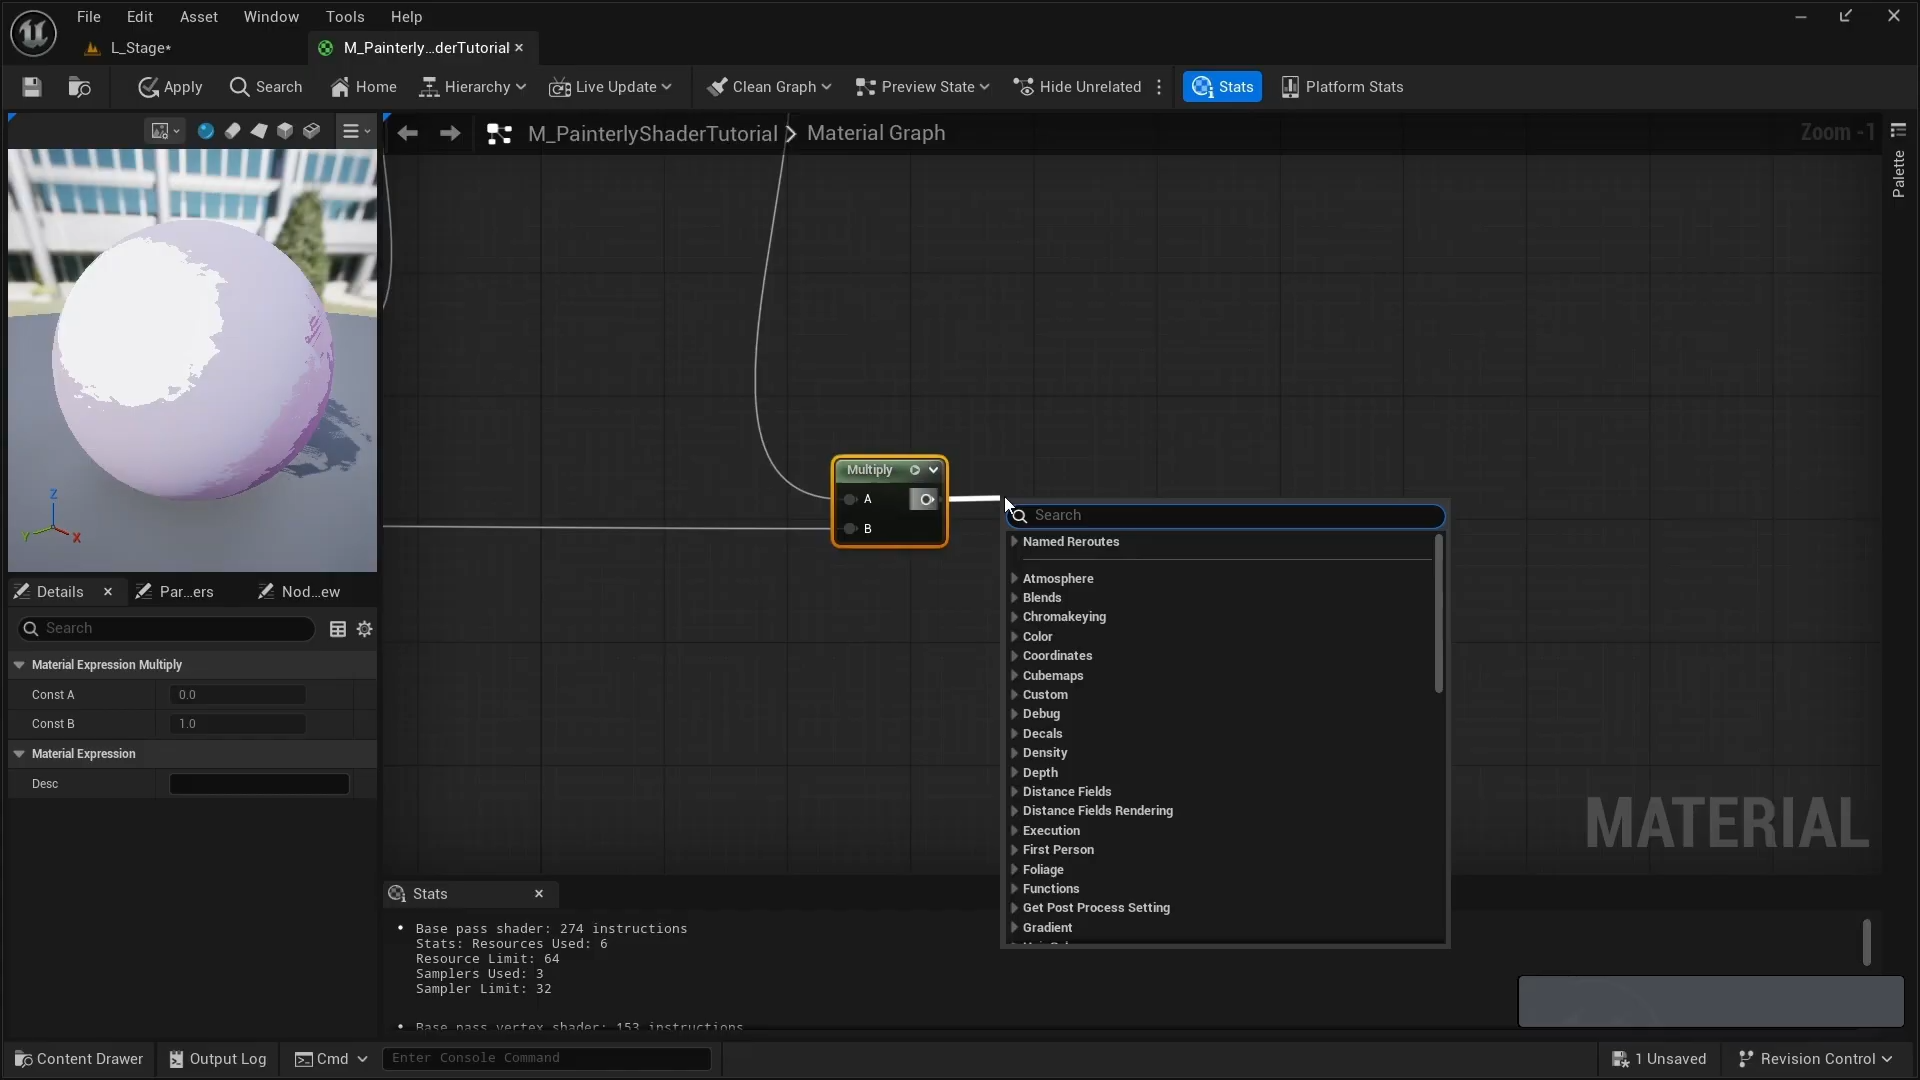 File Edit Asset Window Tools Help
L_Stage*
M_Painterly...derTutorial
Apply Search Home Hierarchy Live Update Clean Graph Preview State Hide Unrelated Stats Platform Stats
M_PainterlyShaderTutorial Material Graph
Zoom -1
Palette
Multiply
A
B
Search
Named Reroutes
Atmosphere
Blends
Chromakeying
Color
Coordinates
Cubemaps
Custom
Debug
Decals
Density
Depth
Distance Fields
Distance Fields Rendering
Execution
First Person
Foliage
Functions
Get Post Process Setting
Gradient
Z
Y
X
Details Par...ers Nod...ew
Search
Material Expression Multiply
Const A 0.0
Const B 1.0
Material Expression
Desc
MATERIAL
Stats
• Base pass shader: 274 instructions
Stats: Resources Used: 6
Resource Limit: 64
Samplers Used: 3
Sampler Limit: 32
• Base pass vertex shader: 153 instructions
Content Drawer Output Log Cmd Enter Console Command 1 Unsaved Revision Control